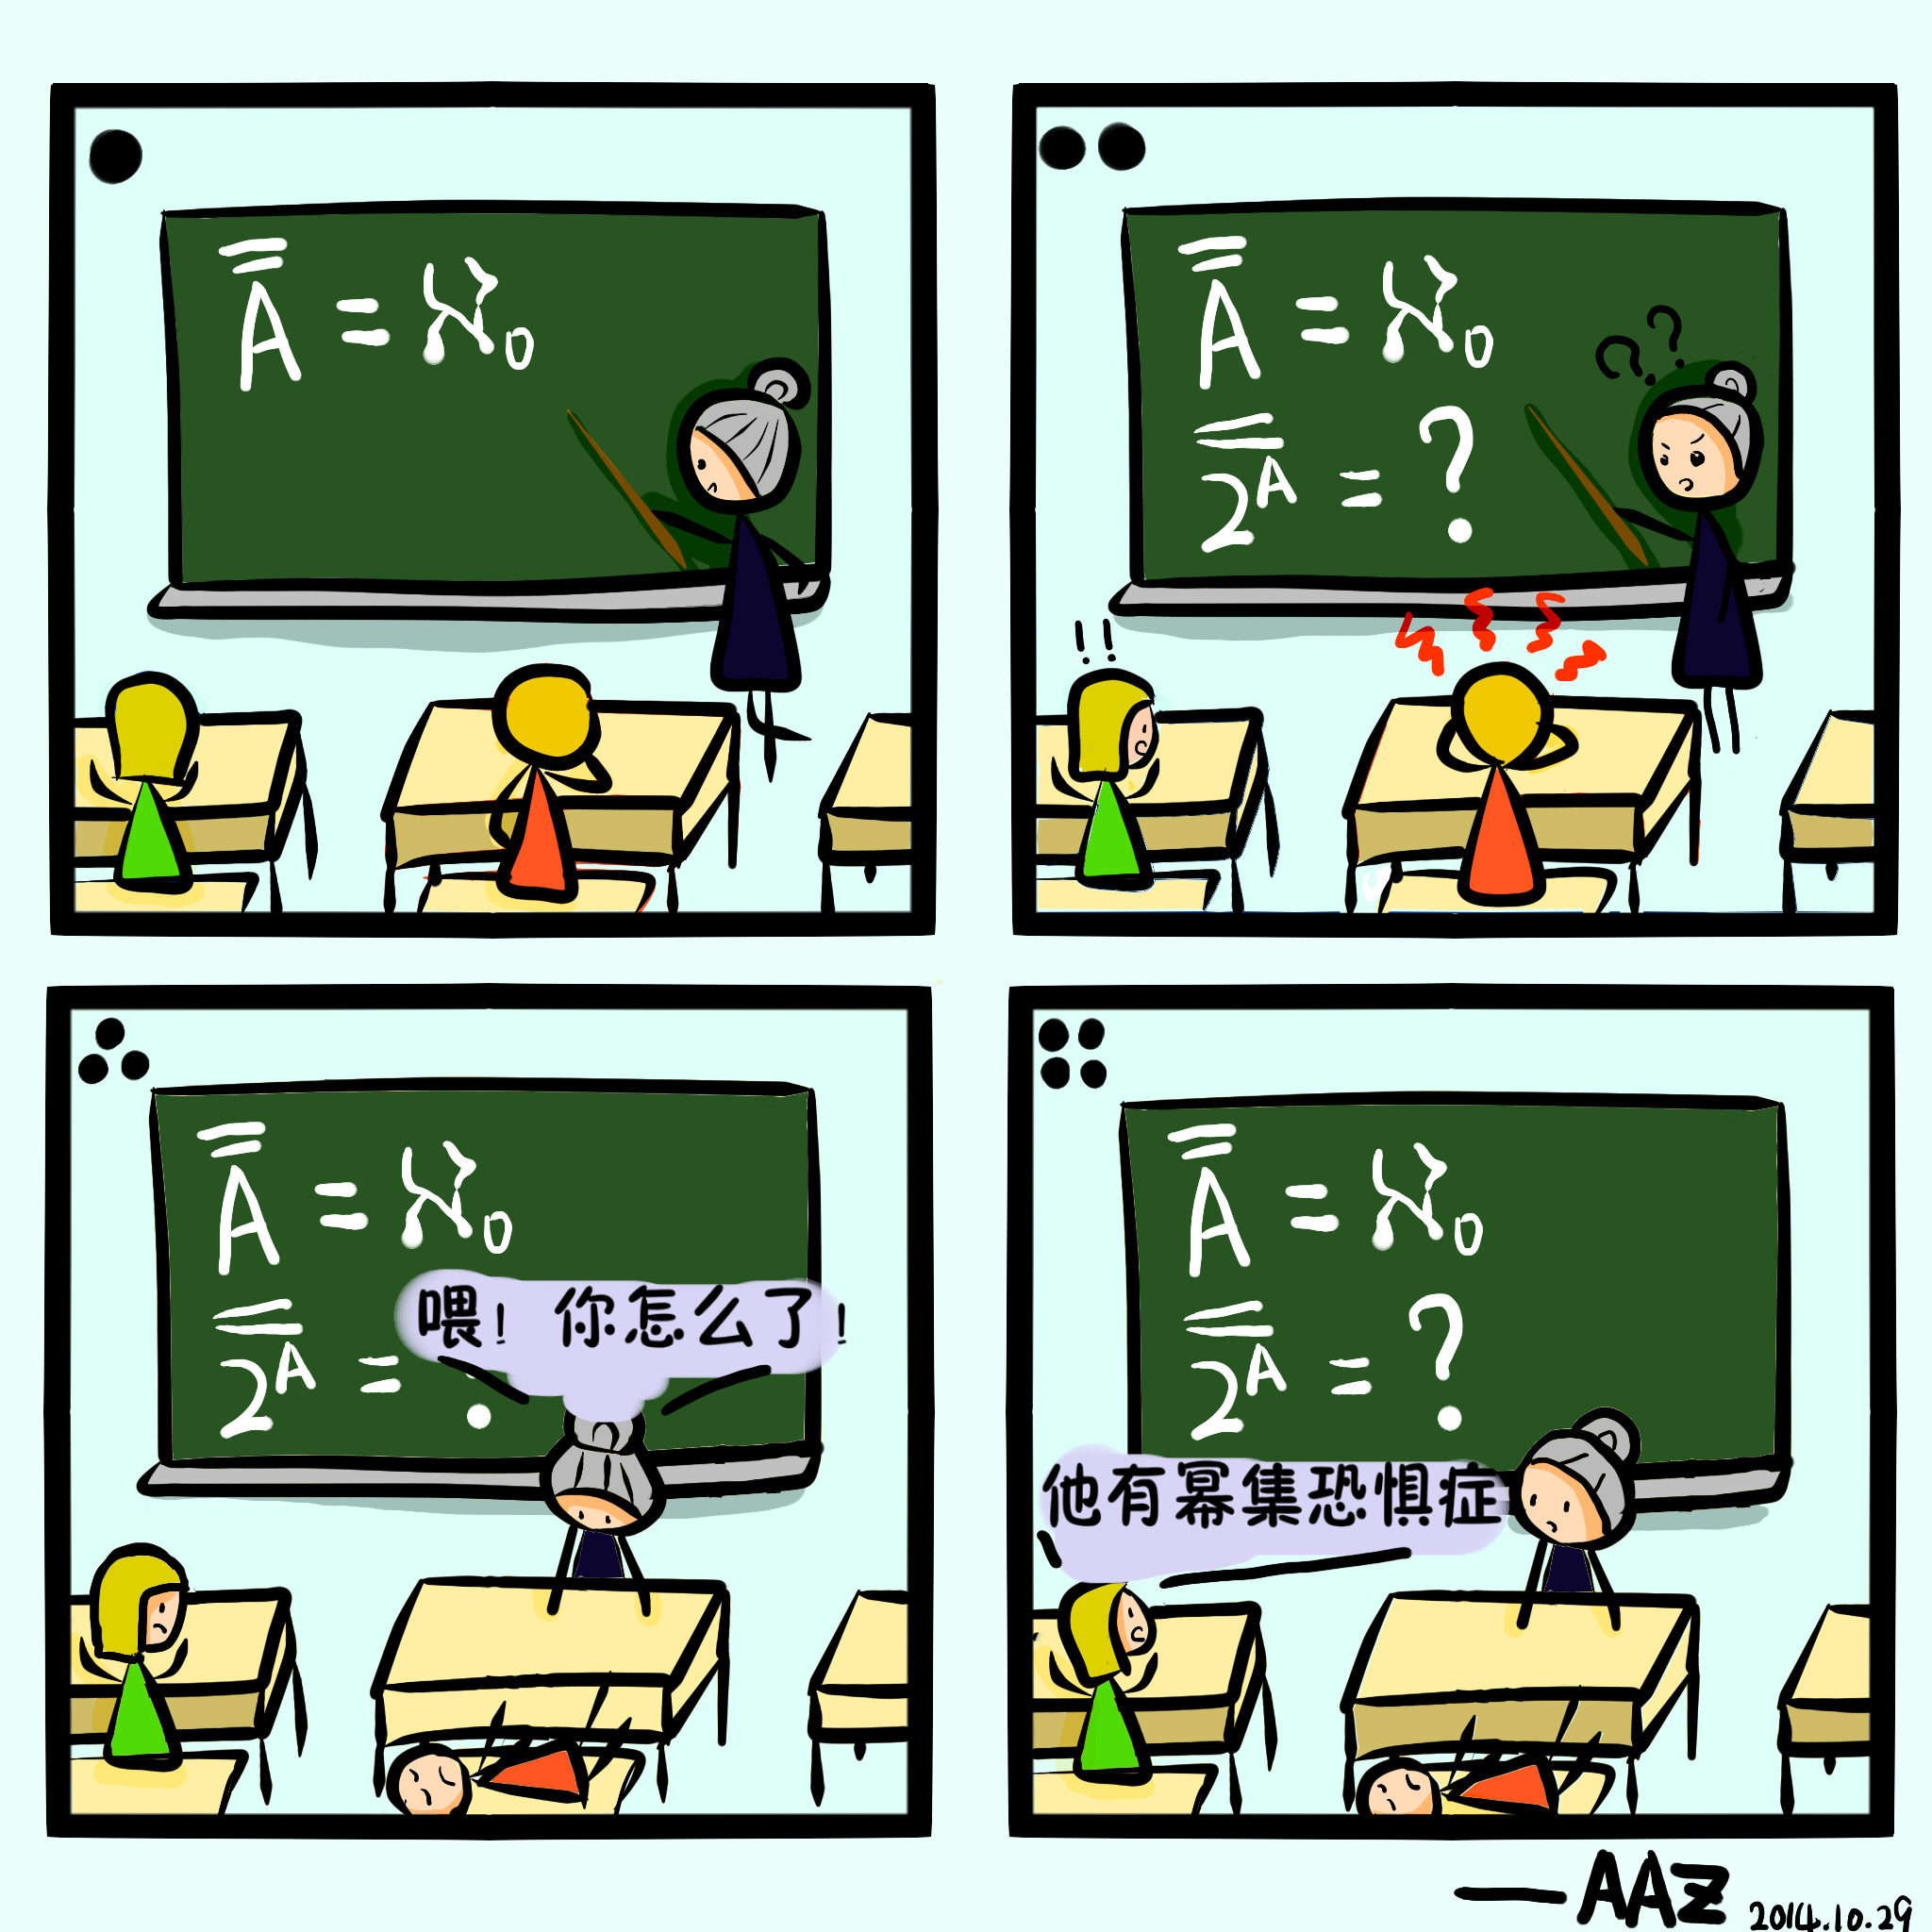 A̿ = ℵ₀
A̿ = ℵ₀
? ?
2̿ᴬ = ?
! !
A̿ = ℵ₀
喂！你怎么了！
2̿ᴬ =
A̿ = ℵ₀
2̿ᴬ = ?
他有幂集恐惧症
—AAZ 2014.10.29